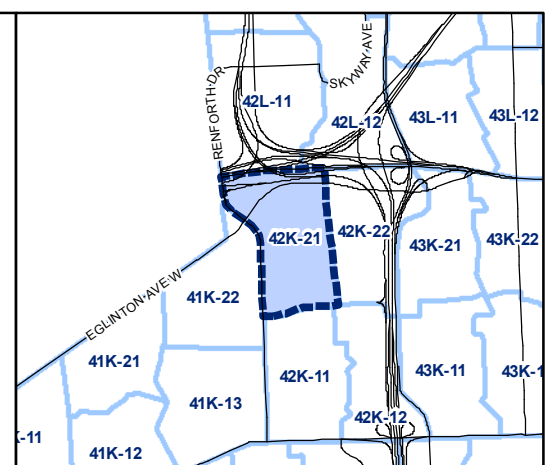 SKYWAY AVE
RENFORTH DR
42L-11
42L-12
43L-11
43L-12
42K-21
42K-22
43K-21
43K-22
EGLINTON AVE W
41K-22
41K-21
42K-11
43K-11
43K-1
41K-13
42K-12
-11
41K-12